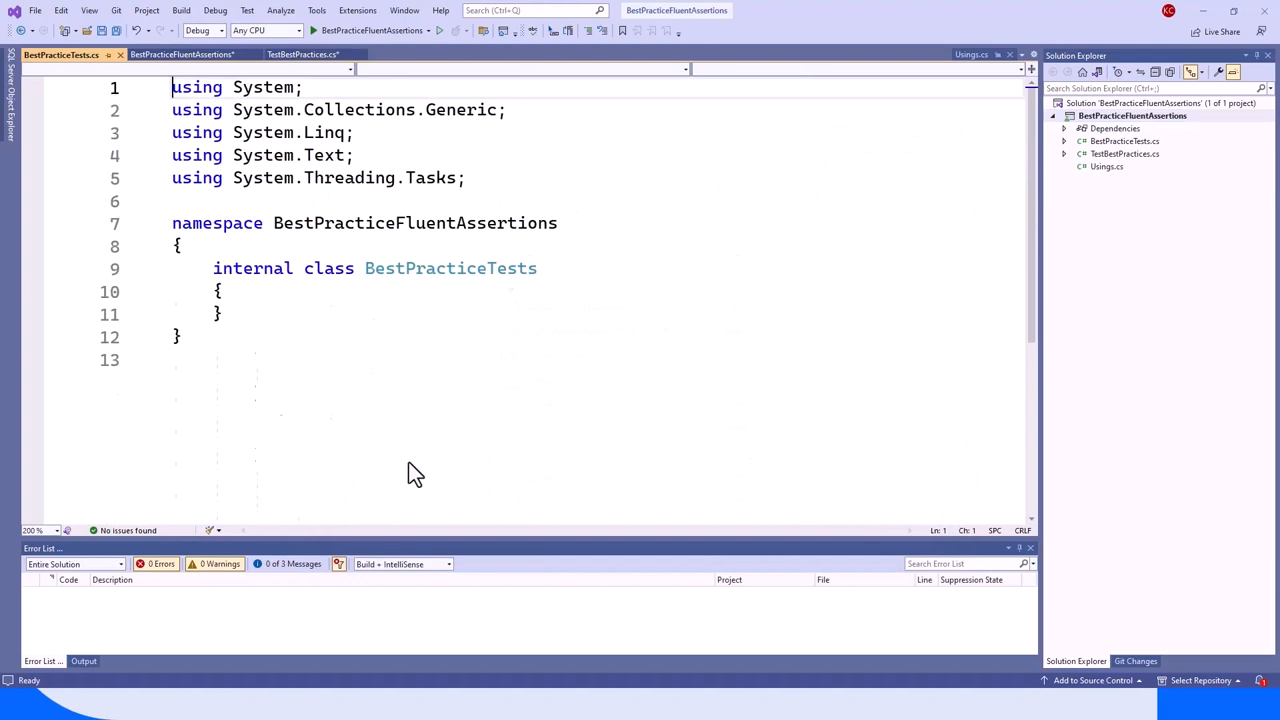 File Edit View Git Project Build Debug Test Analyze Tools Extensions Window Help Search (Ctrl+Q) BestPracticeFluentAssertions KC
Debug Any CPU BestPracticeFluentAssertions Live Share
SQL Server Object Explorer
BestPracticeTests.cs BestPracticeFluentAssertions* TestBestPractices.cs* Usings.cs
1 using System;
2 using System.Collections.Generic;
3 using System.Linq;
4 using System.Text;
5 using System.Threading.Tasks;
6
7 namespace BestPracticeFluentAssertions
8 {
9 internal class BestPracticeTests
10 {
11 }
12 }
13
200 % No issues found Ln: 1 Ch: 1 SPC CRLF
Error List ...
Entire Solution 0 Errors 0 Warnings 0 of 3 Messages Build + IntelliSense Search Error List
Code Description Project File Line Suppression State
Error List ... Output
Solution Explorer
Search Solution Explorer (Ctrl+;)
Solution 'BestPracticeFluentAssertions' (1 of 1 project)
BestPracticeFluentAssertions
Dependencies
C# BestPracticeTests.cs
C# TestBestPractices.cs
C# Usings.cs
Solution Explorer Git Changes
Ready Add to Source Control Select Repository 1